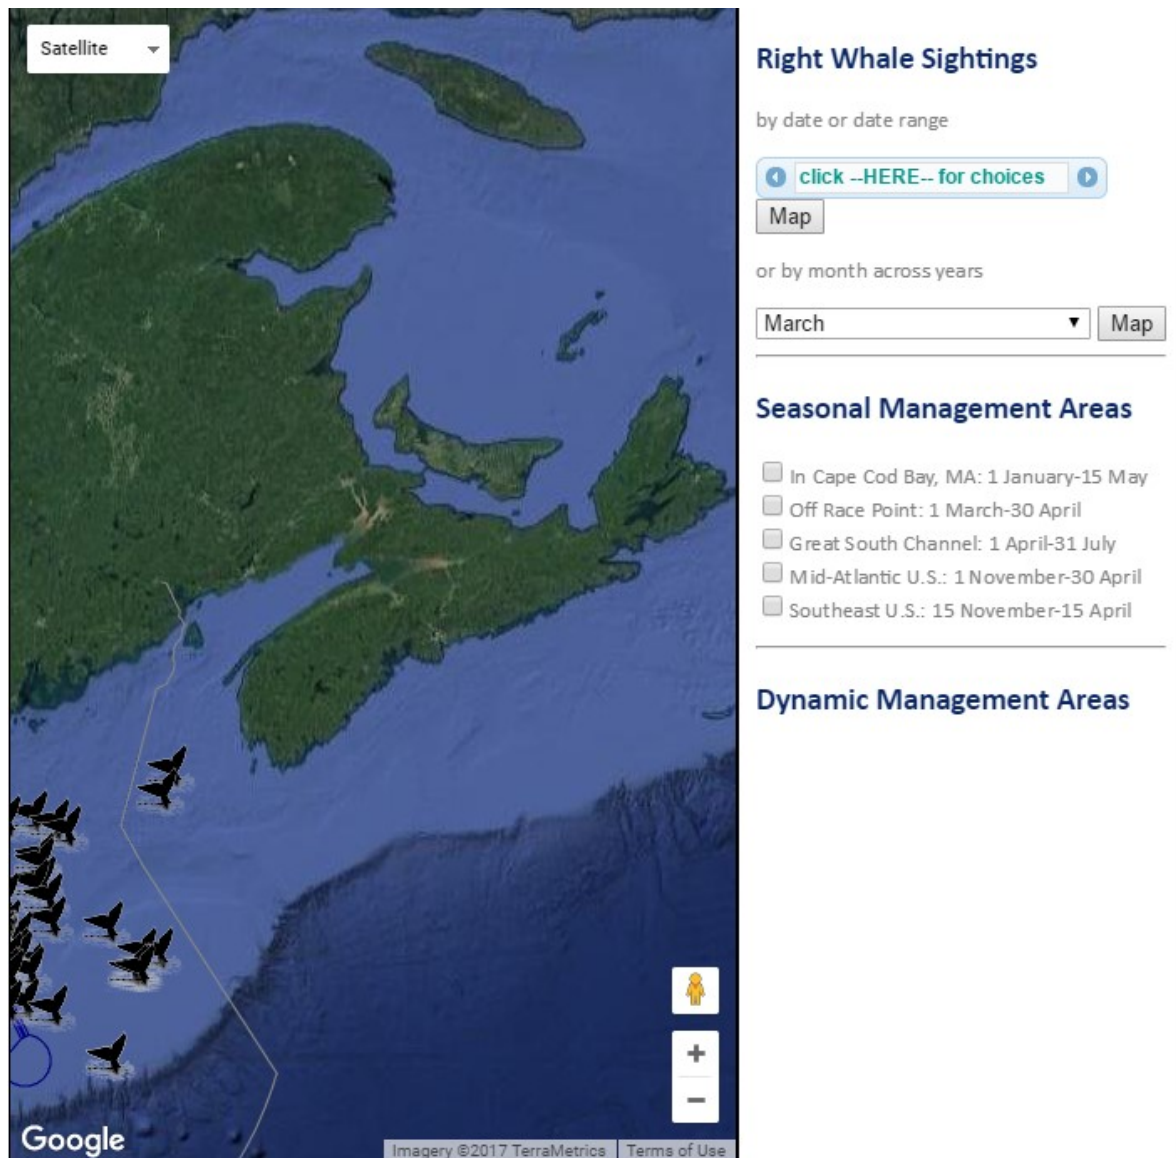 Satellite
Google
Imagery ©2017 TerraMetrics
Terms of Use
Right Whale Sightings
by date or date range
click --HERE-- for choices
Map
or by month across years
March
Map
Seasonal Management Areas
In Cape Cod Bay, MA: 1 January-15 May
Off Race Point: 1 March-30 April
Great South Channel: 1 April-31 July
Mid-Atlantic U.S.: 1 November-30 April
Southeast U.S.: 15 November-15 April
Dynamic Management Areas